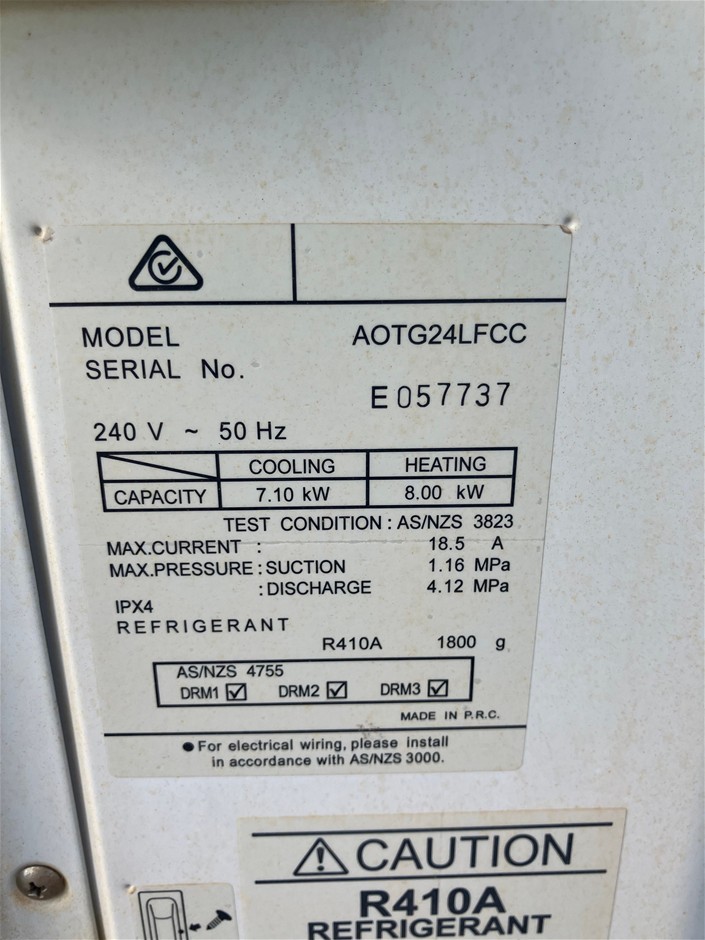 MODEL AOTG24LFCC
SERIAL No.
E057737
240 V ~ 50 Hz
COOLING HEATING
CAPACITY 7.10 kW 8.00 kW
TEST CONDITION : AS/NZS 3823
MAX.CURRENT : 18.5 A
MAX.PRESSURE : SUCTION 1.16 MPa
: DISCHARGE 4.12 MPa
IPX4
REFRIGERANT
R410A 1800 g
AS/NZS 4755
DRM1 ☑ DRM2 ☑ DRM3 ☑
MADE IN P.R.C.
● For electrical wiring, please install
in accordance with AS/NZS 3000.
⚠ CAUTION
R410A
REFRIGERANT